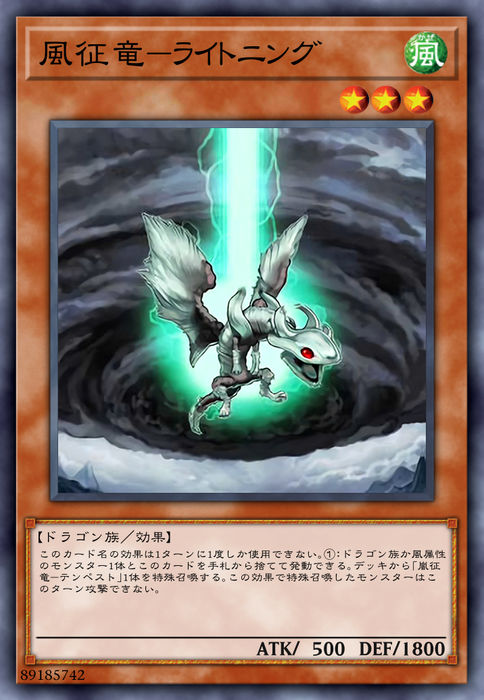 風征竜－ライトニング
かぜ
風
【ドラゴン族／効果】
このカード名の効果は1ターンに1度しか使用できない。①：ドラゴン族か風属性
のモンスター1体とこのカードを手札から捨てて発動できる。デッキから「嵐征
竜－テンペスト」1体を特殊召喚する。この効果で特殊召喚したモンスターはこ
のターン攻撃できない。
ATK/ 500 DEF/1800
89185742